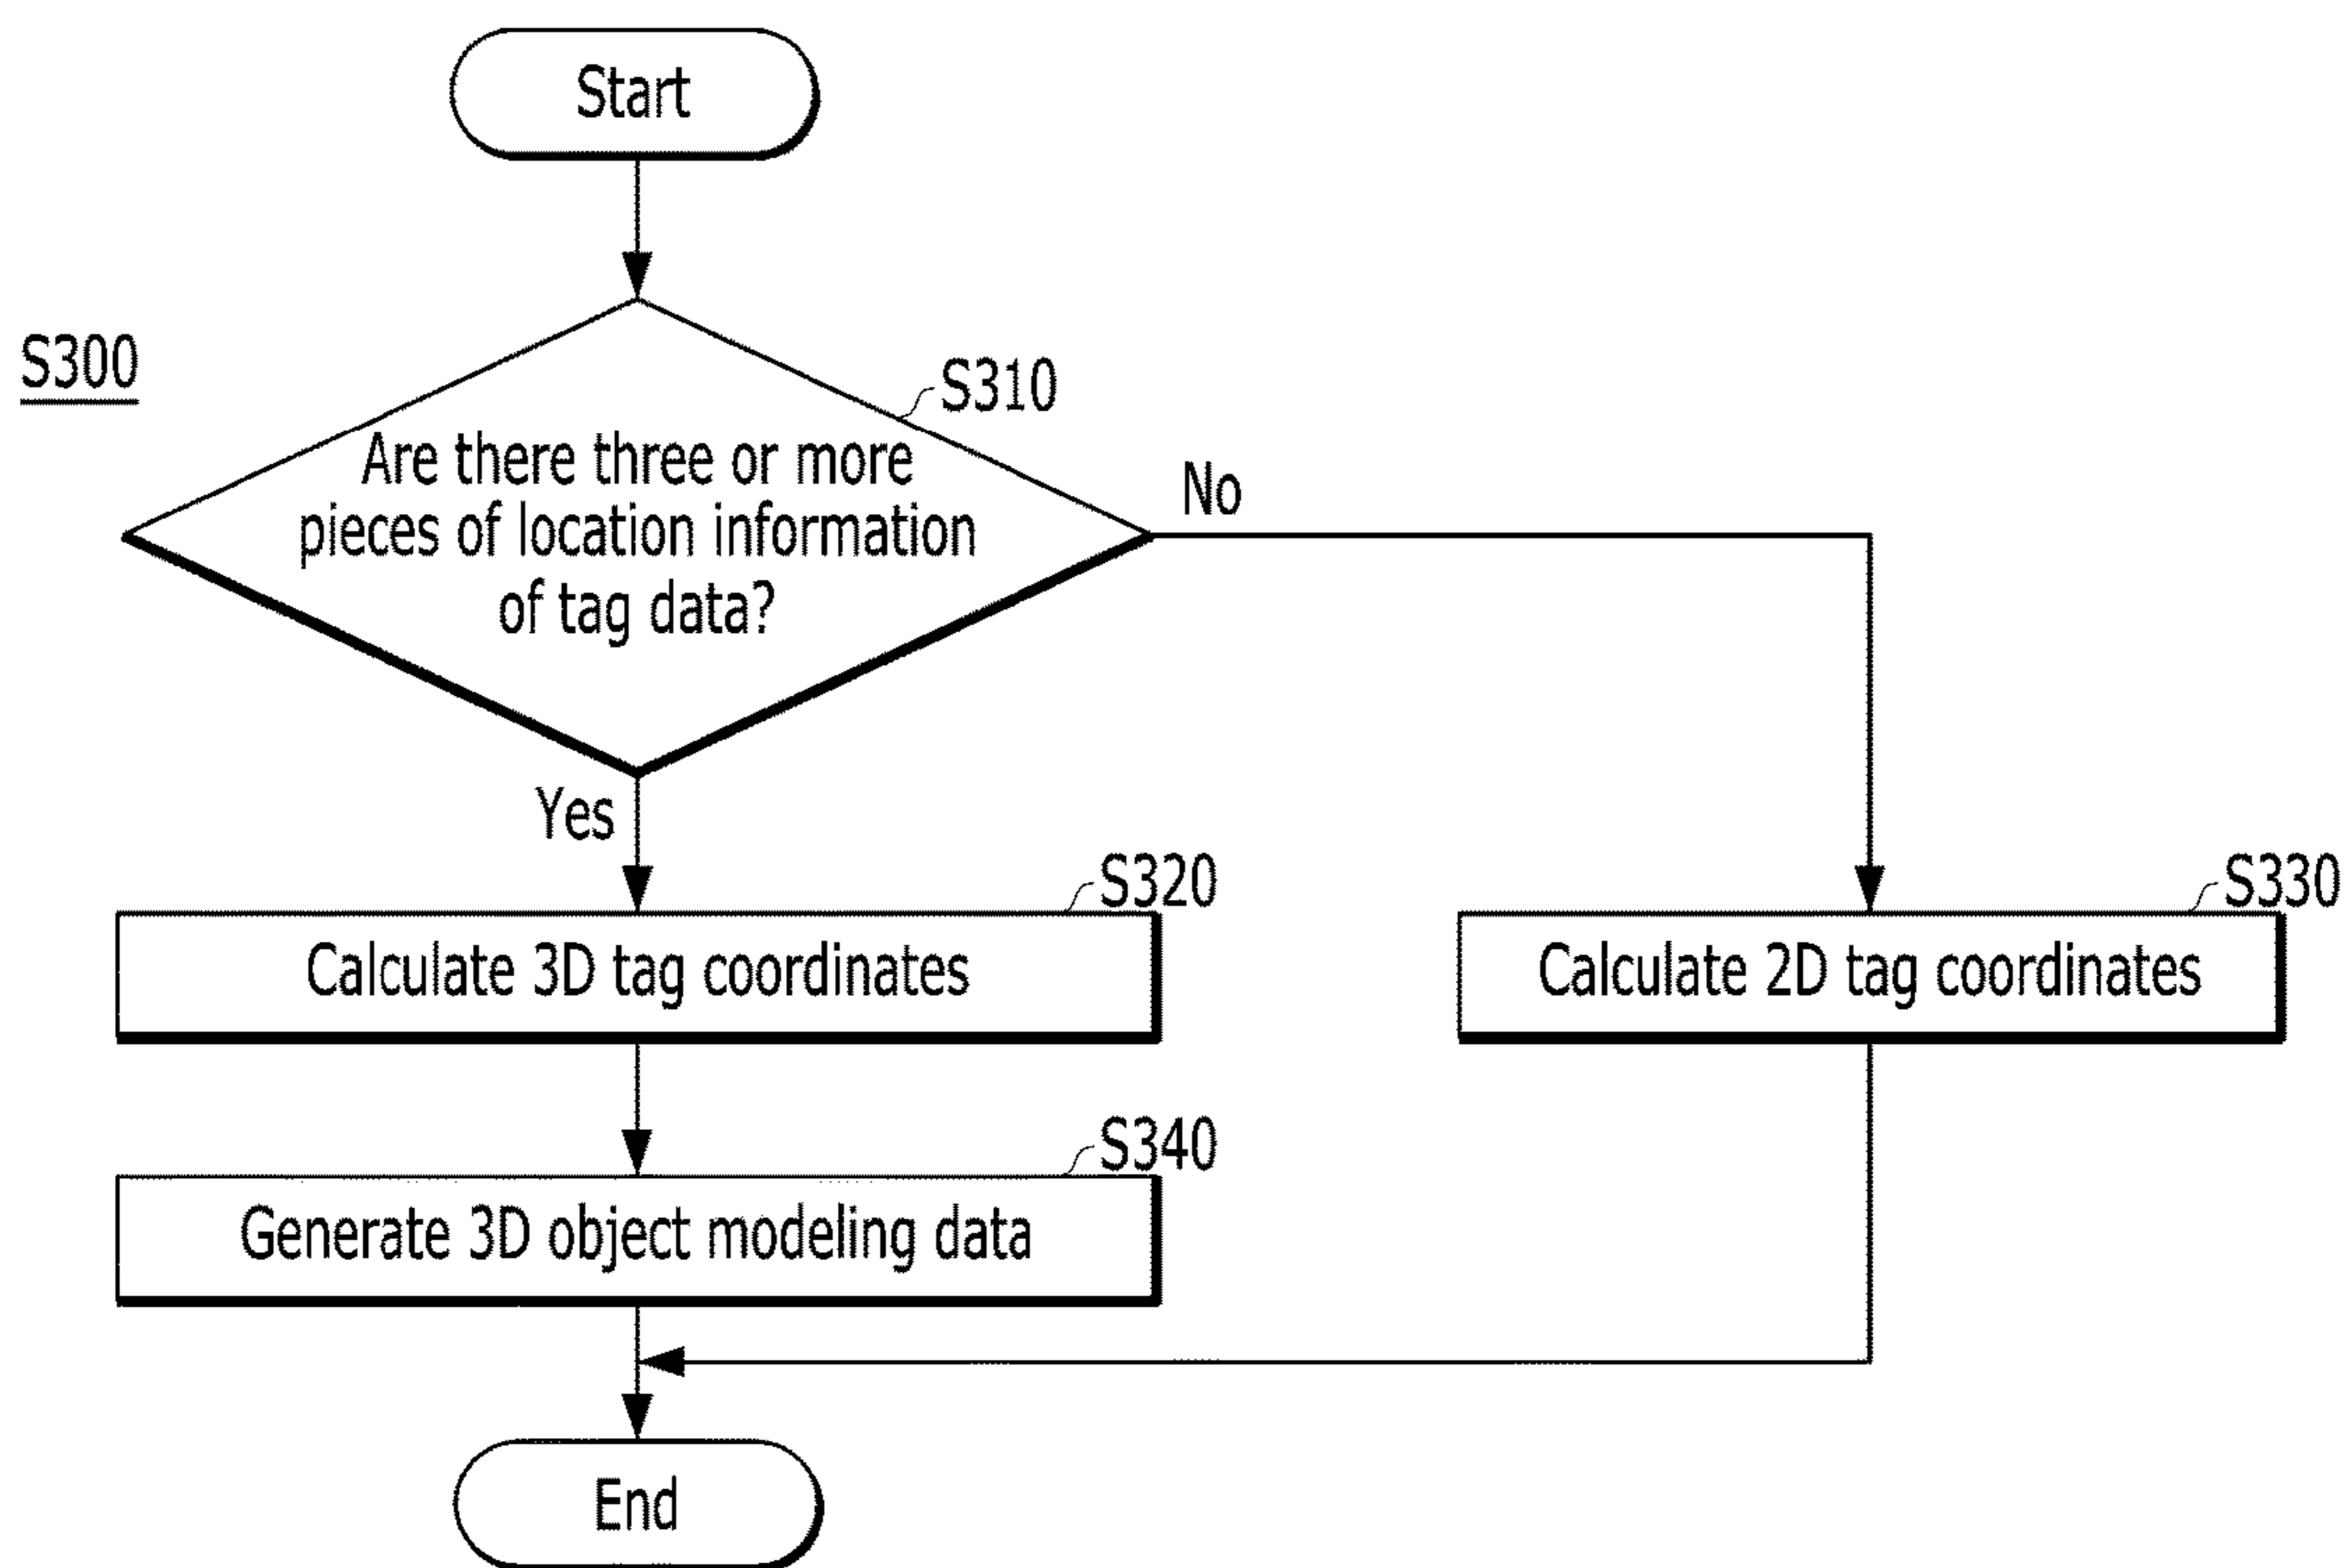 Start
S300
S310
Are there three or more
pieces of location information
of tag data?
No
Yes
S320
Calculate 3D tag coordinates
S330
Calculate 2D tag coordinates
S340
Generate 3D object modeling data
End